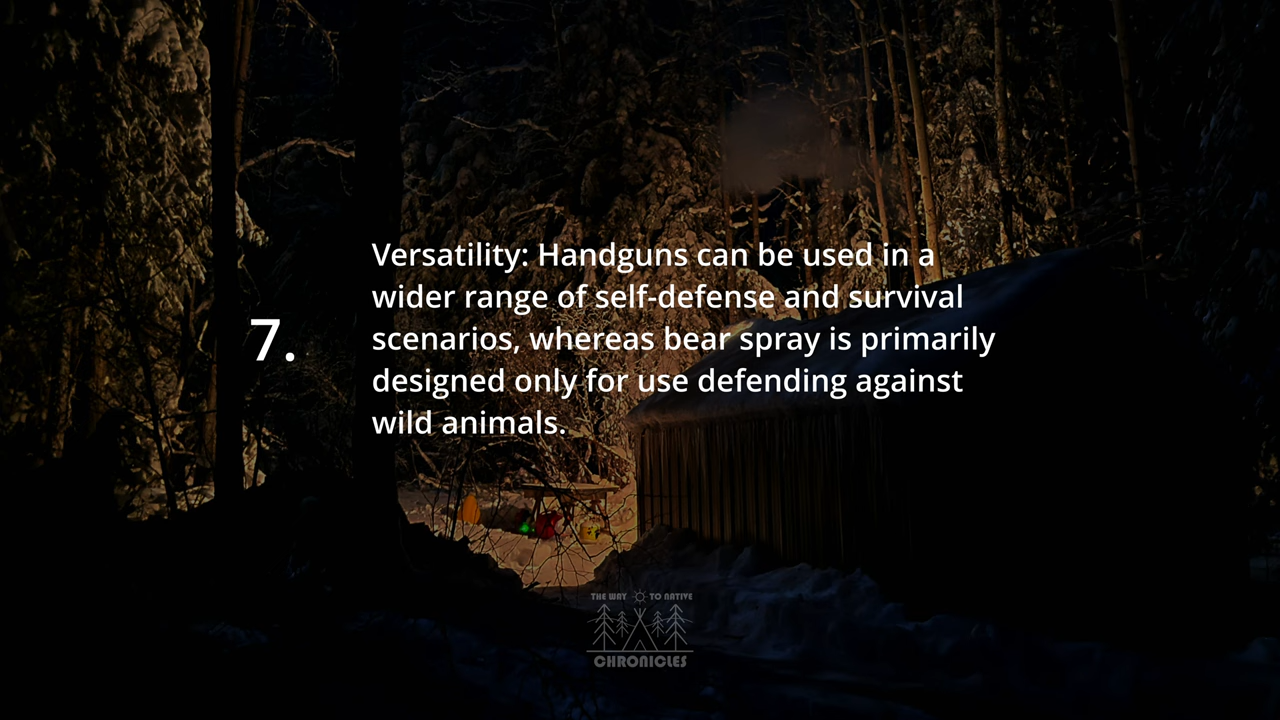 7.
Versatility: Handguns can be used in a
wider range of self-defense and survival
scenarios, whereas bear spray is primarily
designed only for use defending against
wild animals.
THE WAY TO NATIVE
CHRONICLES